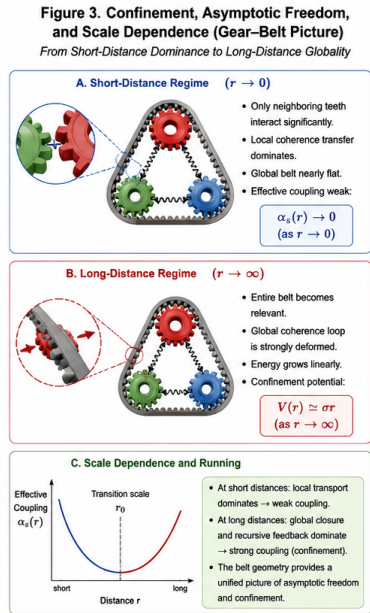 Figure 3. Confinement, Asymptotic Freedom,
and Scale Dependence (Gear–Belt Picture)
From Short-Distance Dominance to Long-Distance Globality
A. Short-Distance Regime (r → 0)
• Only neighboring teeth
interact significantly.
• Local coherence transfer
dominates.
• Global belt nearly flat.
• Effective coupling weak:
αs(r) → 0
(as r → 0)
B. Long-Distance Regime (r → ∞)
• Entire belt becomes
relevant.
• Global coherence loop
is strongly deformed.
• Energy grows linearly.
• Confinement potential:
V(r) ≃ σr
(as r → ∞)
C. Scale Dependence and Running
Effective
Coupling
αs(r)
Transition scale
r0
short
long
Distance r
• At short distances: local transport
dominates → weak coupling.
• At long distances: global closure
and recursive feedback dominate
→ strong coupling (confinement).
• The belt geometry provides a
unified picture of asymptotic freedom
and confinement.